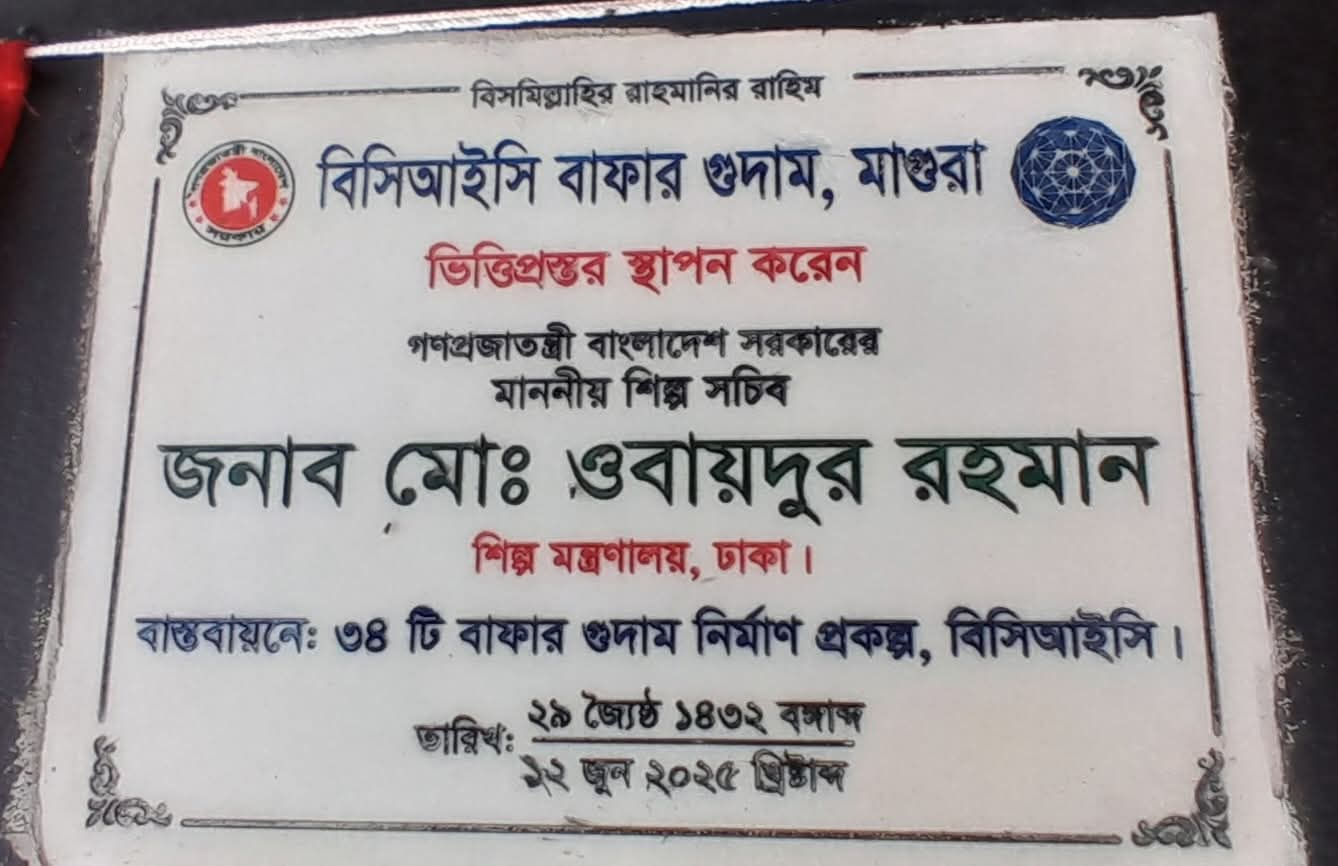 বিসমিল্লাহির রাহমানির রাহিম
বিসিআইসি বাফার গুদাম, মাগুরা
ভিত্তিপ্রস্তর স্থাপন করেন
গণপ্রজাতন্ত্রী বাংলাদেশ সরকারের
মাননীয় শিল্প সচিব
জনাব মোঃ ওবায়দুর রহমান
শিল্প মন্ত্রণালয়, ঢাকা।
বাস্তবায়নে: ৩৪ টি বাফার গুদাম নির্মাণ প্রকল্প, বিসিআইসি।
তারিখ: ২৯ জ্যৈষ্ঠ ১৪৩২ বঙ্গাব্দ
১২ জুন ২০২৫ খ্রিষ্টাব্দ